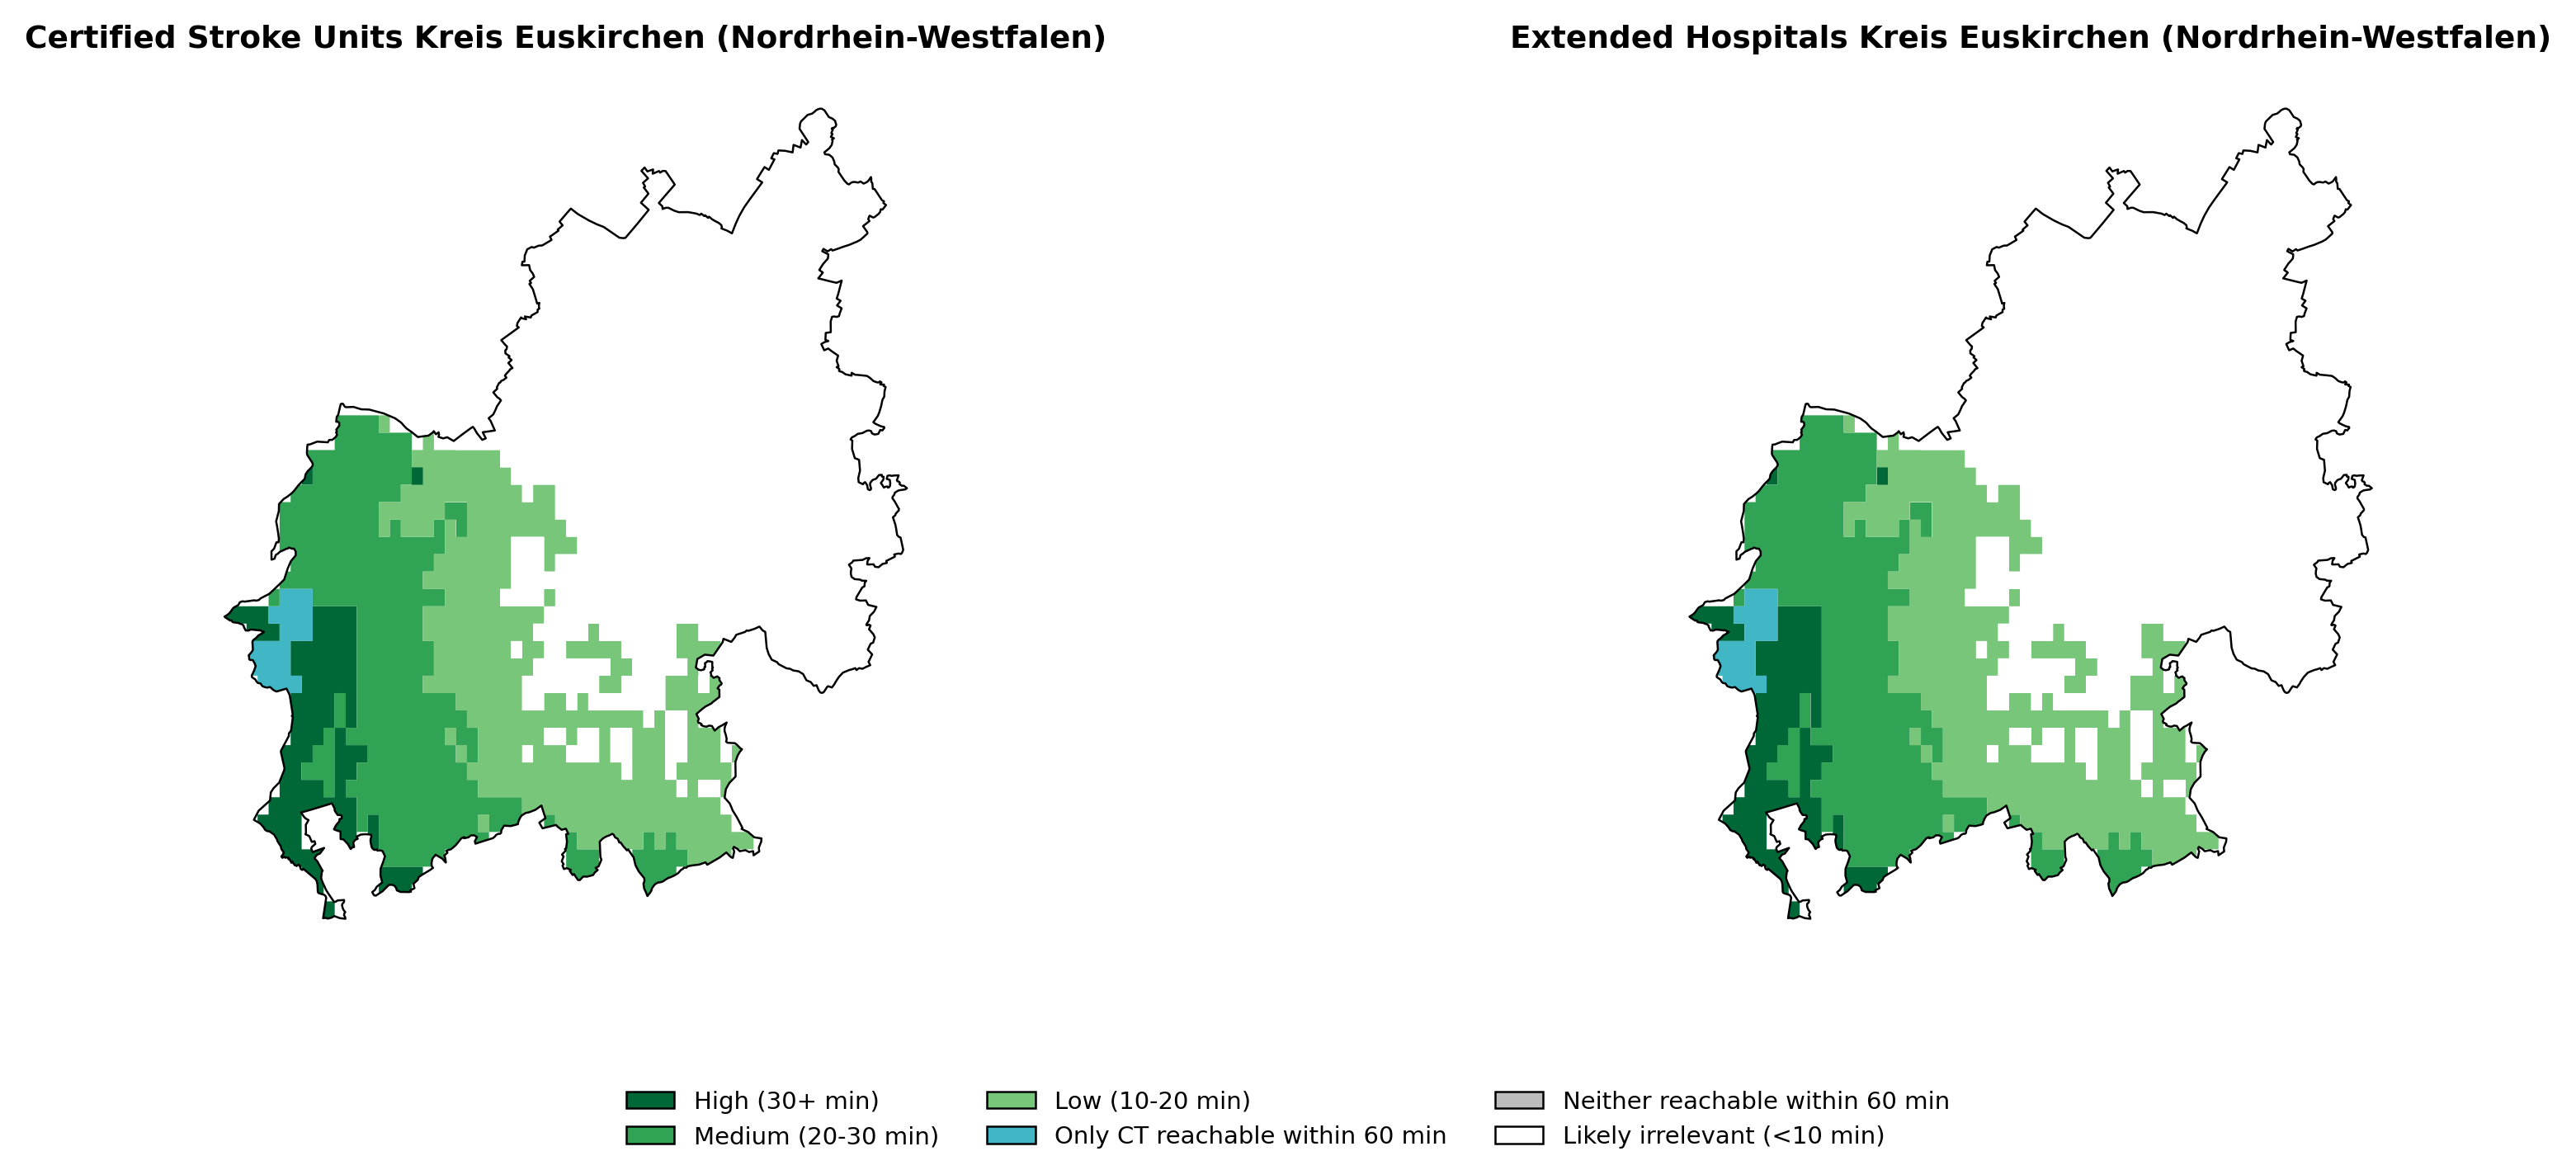 Certified Stroke Units Kreis Euskirchen (Nordrhein-Westfalen)
Extended Hospitals Kreis Euskirchen (Nordrhein-Westfalen)
High (30+ min)
Medium (20-30 min)
Low (10-20 min)
Only CT reachable within 60 min
Neither reachable within 60 min
Likely irrelevant (<10 min)